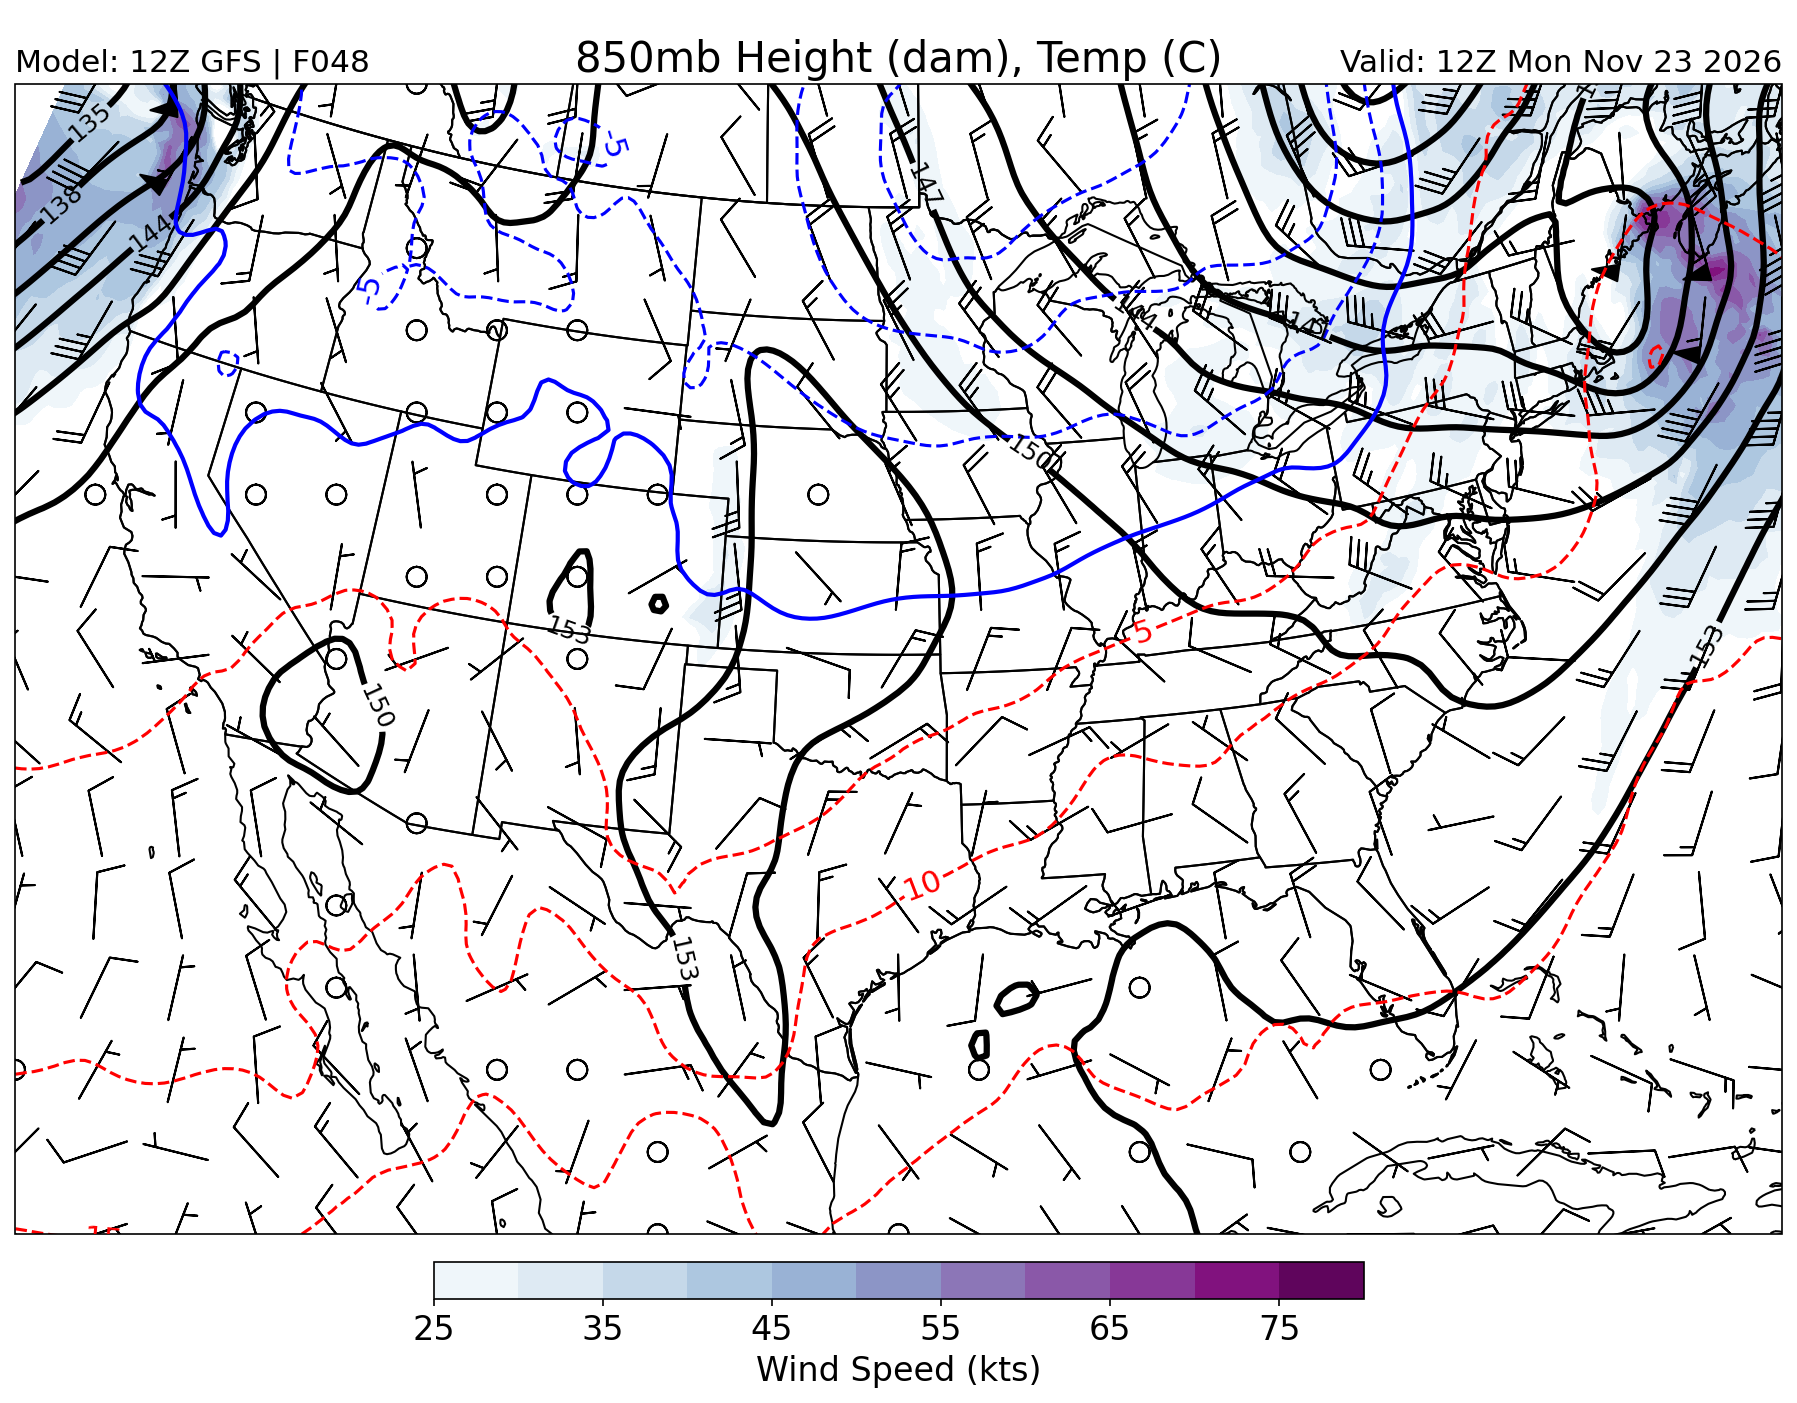 Model: 12Z GFS | F048
850mb Height (dam), Temp (C)
Valid: 12Z Mon Nov 23 2026
135
138
144
-5
-5
147
150
153
150
5
153
10
153
25 35 45 55 65 75
Wind Speed (kts)